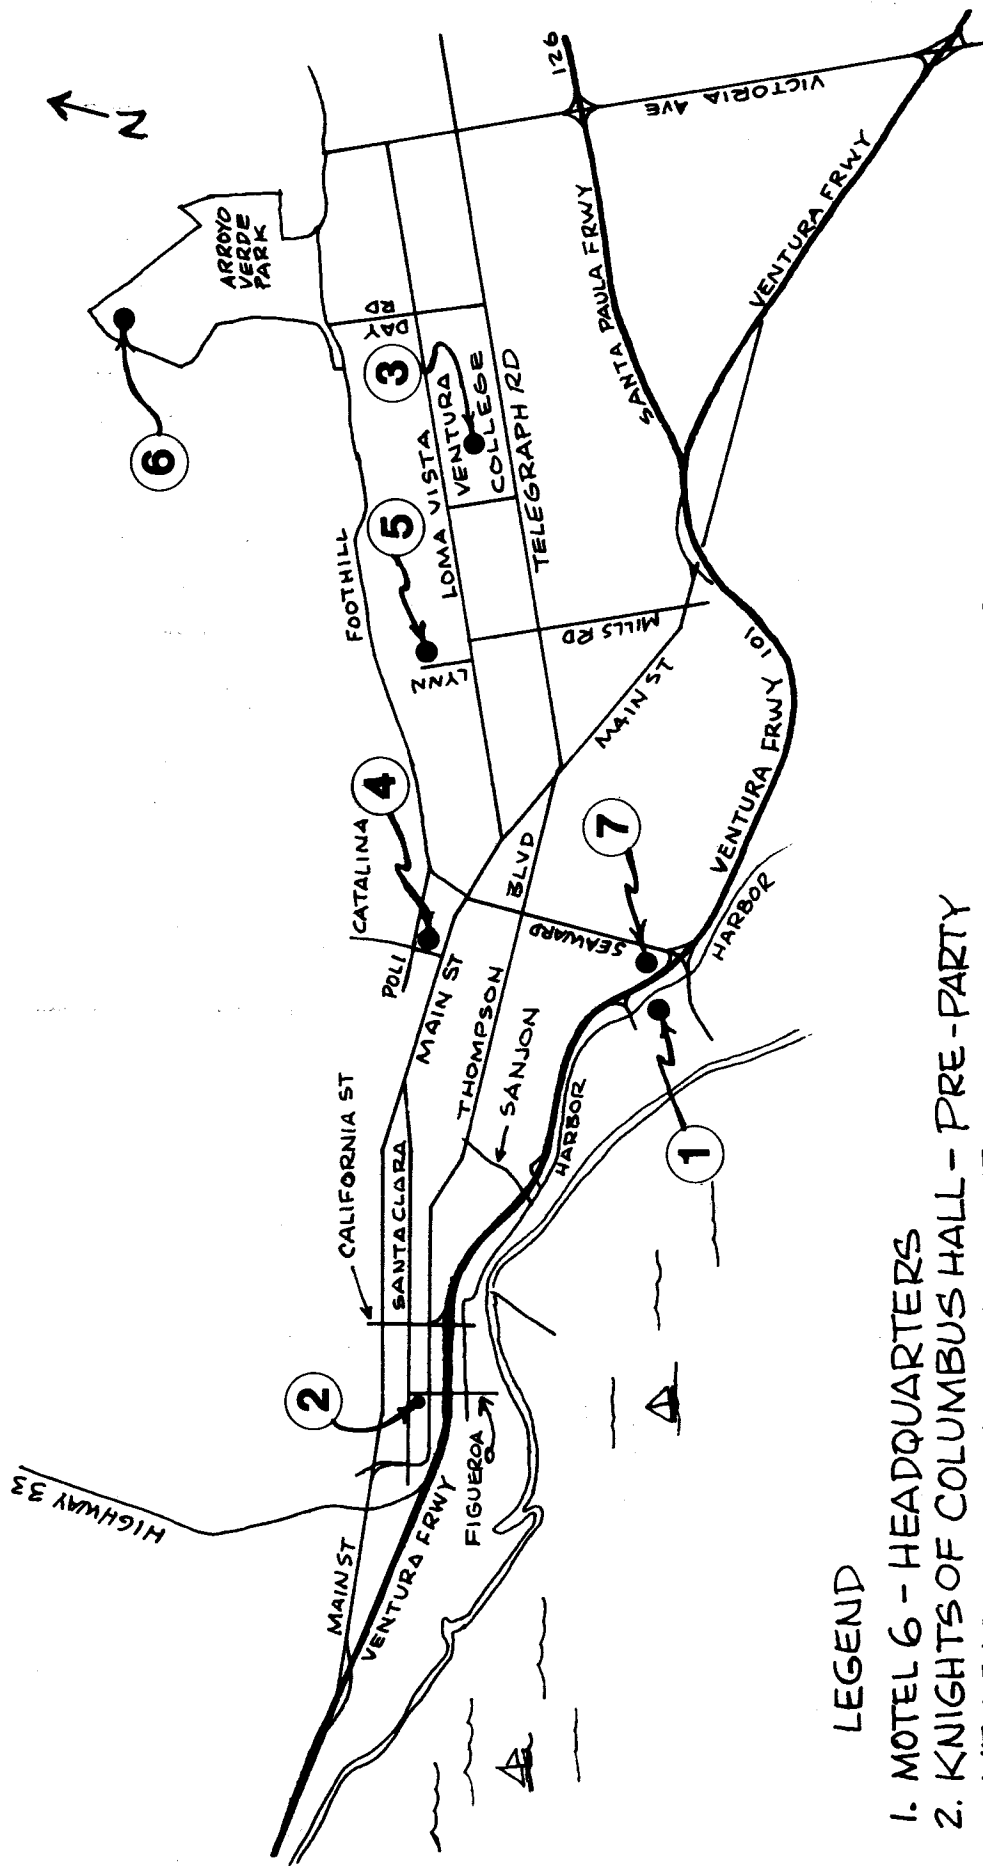 N
HIGHWAY 33
MAIN ST
VENTURA FRWY
FIGUEROA
2
CALIFORNIA ST
SANTA CLARA
MAIN ST
THOMPSON
BLVD
SANJON
HARBOR
1
POLI
CATALINA
4
SEAWARD
7
HARBOR
VENTURA FRWY 101
MAIN ST
MILLS RD
LYNN
5
FOOTHILL
LOMA VISTA
VENTURA
COLLEGE
TELEGRAPH RD
3
DAY
RD
6
ARROYO
VERDE
PARK
SANTA PAULA FRWY
126
VENTURA FRWY
VICTORIA AVE
LEGEND
1. MOTEL 6 - HEADQUARTERS
2. KNIGHTS OF COLUMBUS HALL - PRE-PARTY